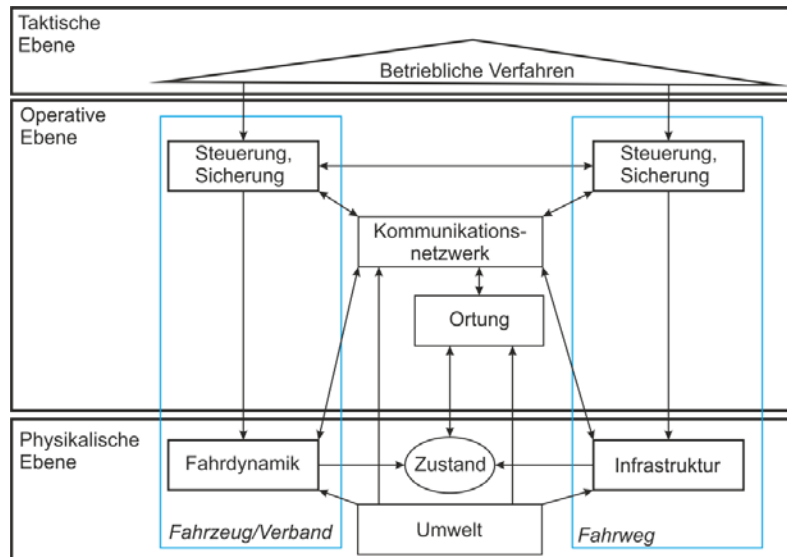 Taktische
Ebene
Betriebliche Verfahren
Operative
Ebene
Steuerung,
Sicherung
Steuerung,
Sicherung
Kommunikations-
netzwerk
Ortung
Physikalische
Ebene
Fahrdynamik
Zustand
Infrastruktur
Fahrzeug/Verband
Umwelt
Fahrweg